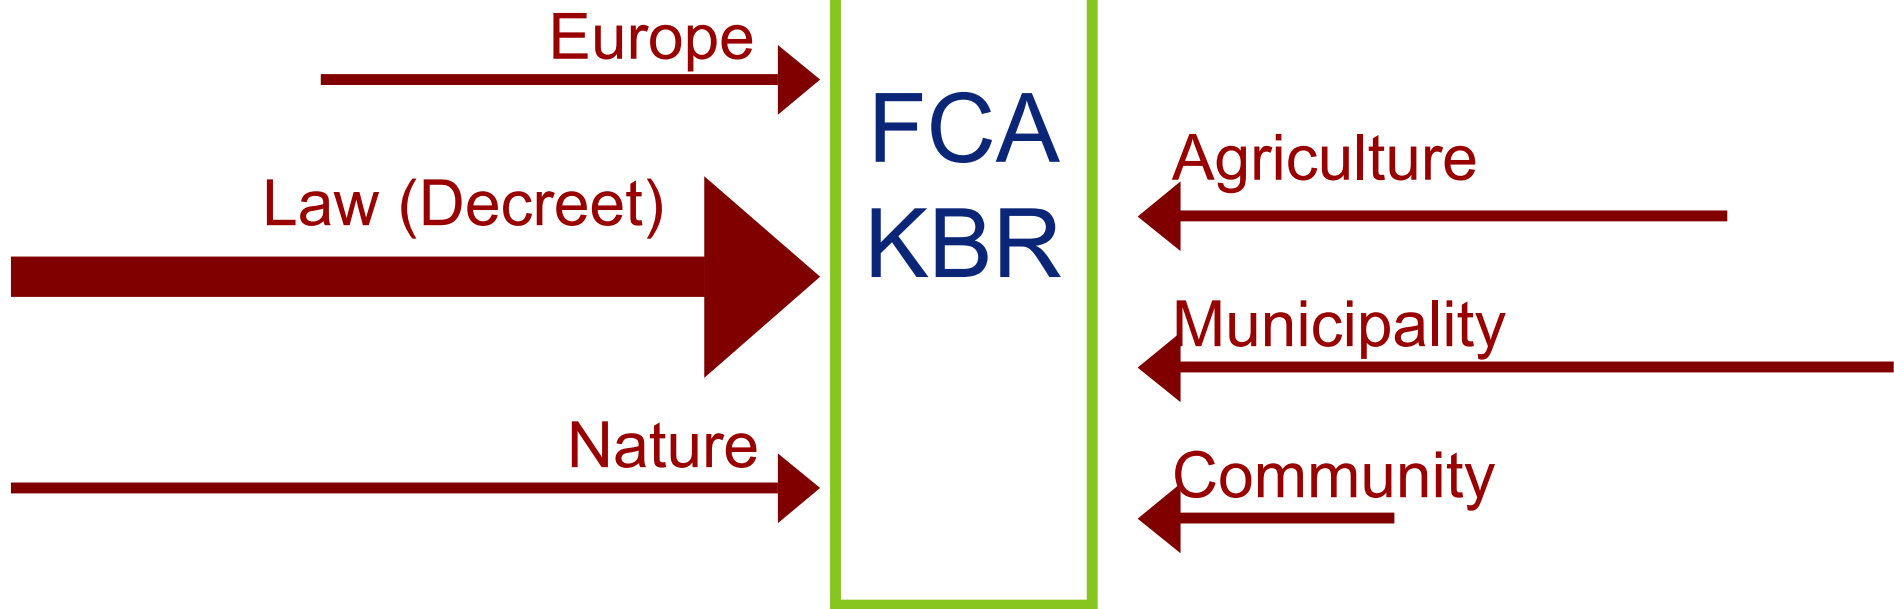 Europe
Law (Decreet)
Nature
FCA
KBR
Agriculture
Municipality
Community